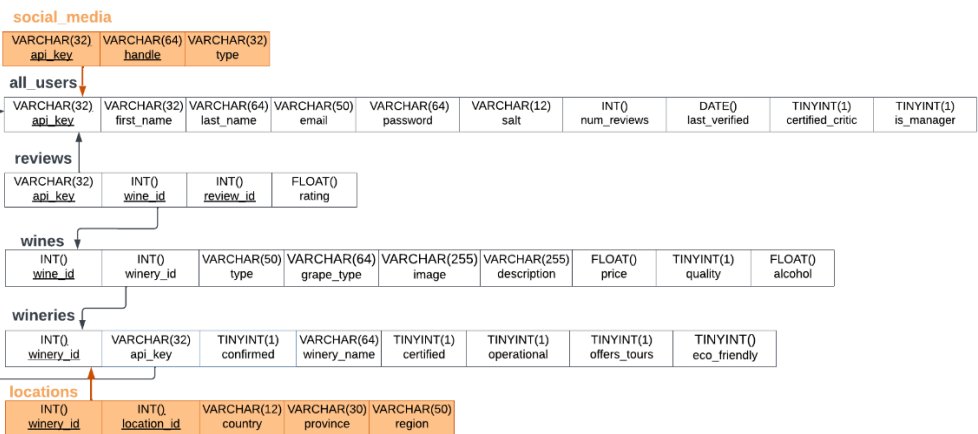 social_media
VARCHAR(32) VARCHAR(64) VARCHAR(32)
api_key handle type
all_users
VARCHAR(32) VARCHAR(32) VARCHAR(64) VARCHAR(50) VARCHAR(64) VARCHAR(12) INT() DATE() TINYINT(1) TINYINT(1)
api_key first_name last_name email password salt num_reviews last_verified certified_critic is_manager
reviews
VARCHAR(32) INT() INT() FLOAT()
api_key wine_id review_id rating
wines
INT() INT() VARCHAR(50) VARCHAR(64) VARCHAR(255) VARCHAR(255) FLOAT() TINYINT(1) FLOAT()
wine_id winery_id type grape_type image description price quality alcohol
wineries
INT() VARCHAR(32) TINYINT(1) VARCHAR(64) TINYINT(1) TINYINT(1) TINYINT(1) TINYINT()
winery_id api_key confirmed winery_name certified operational offers_tours eco_friendly
locations
INT() INT() VARCHAR(12) VARCHAR(30) VARCHAR(50)
winery_id location_id country province region